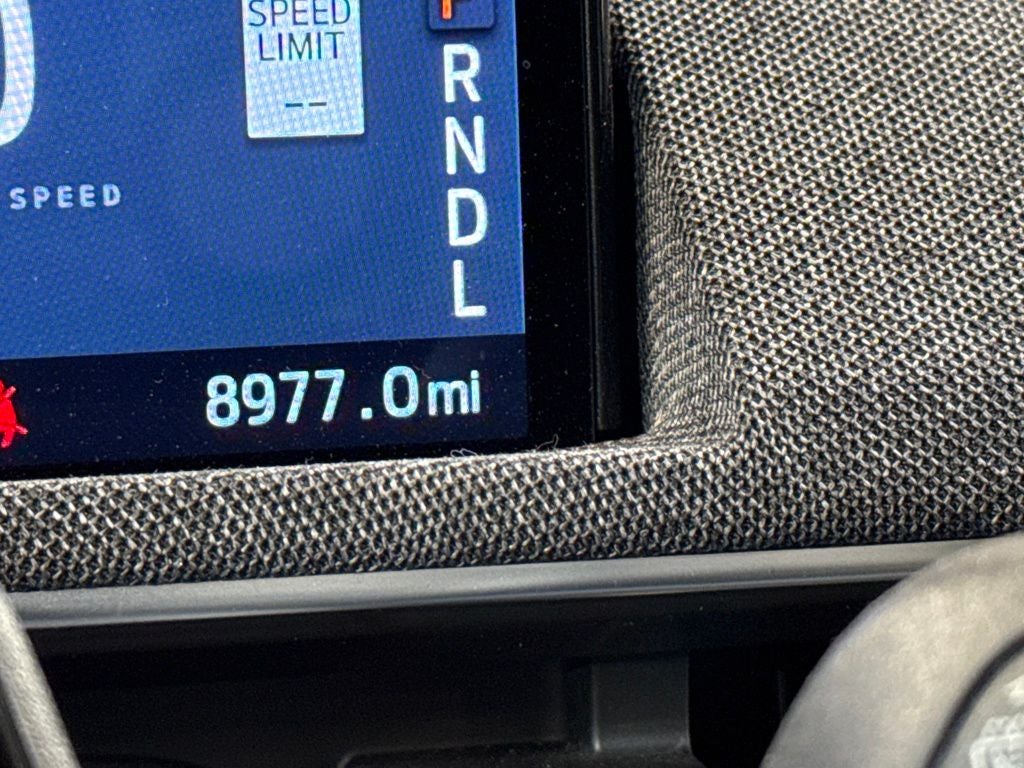 SPEED
LIMIT
--
P
R
N
SPEED
D
L
8977.0mi